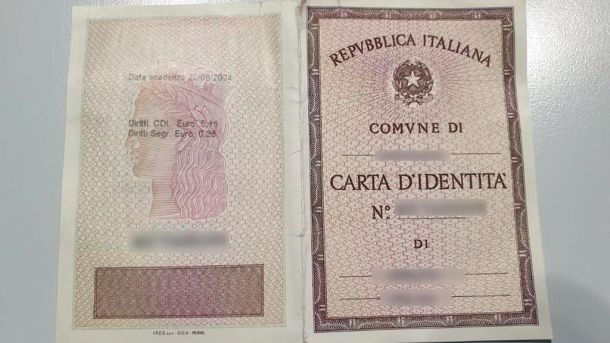 Data scadenza 22/08/2024
Diritti CDI. Euro: 5,16
Diritti Segr. Euro: 0,26
I.P.Z.S. S.p.A. - O.C.V. - ROMA
REPVBBLICA ITALIANA
COMVNE DI
CARTA D'IDENTITA'
N°.
DI